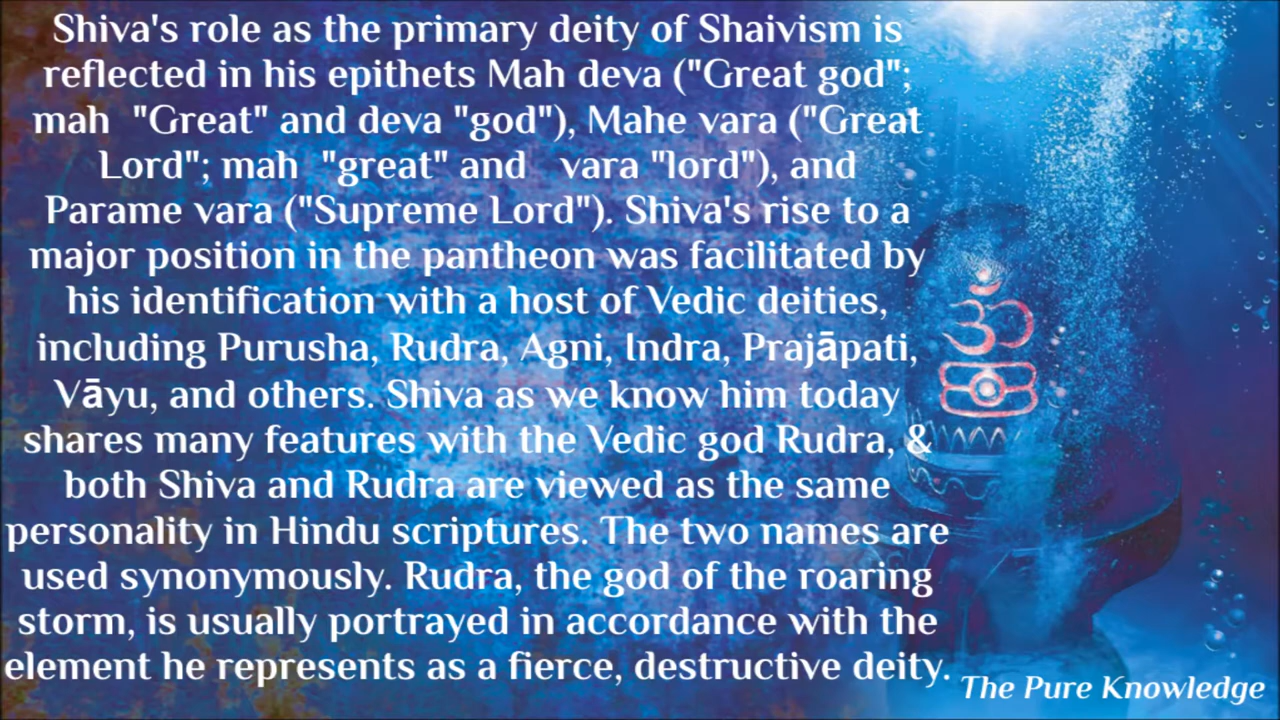 Shiva's role as the primary deity of Shaivism is
reflected in his epithets Mah deva ("Great god";
mah "Great" and deva "god"), Mahe vara ("Great
Lord"; mah "great" and vara "lord"), and
Parame vara ("Supreme Lord"). Shiva's rise to a
major position in the pantheon was facilitated by
his identification with a host of Vedic deities,
including Purusha, Rudra, Agni, Indra, Prajāpati,
Vāyu, and others. Shiva as we know him today
shares many features with the Vedic god Rudra, &
both Shiva and Rudra are viewed as the same
personality in Hindu scriptures. The two names are
used synonymously. Rudra, the god of the roaring
storm, is usually portrayed in accordance with the
element he represents as a fierce, destructive deity.
ॐ
The Pure Knowledge